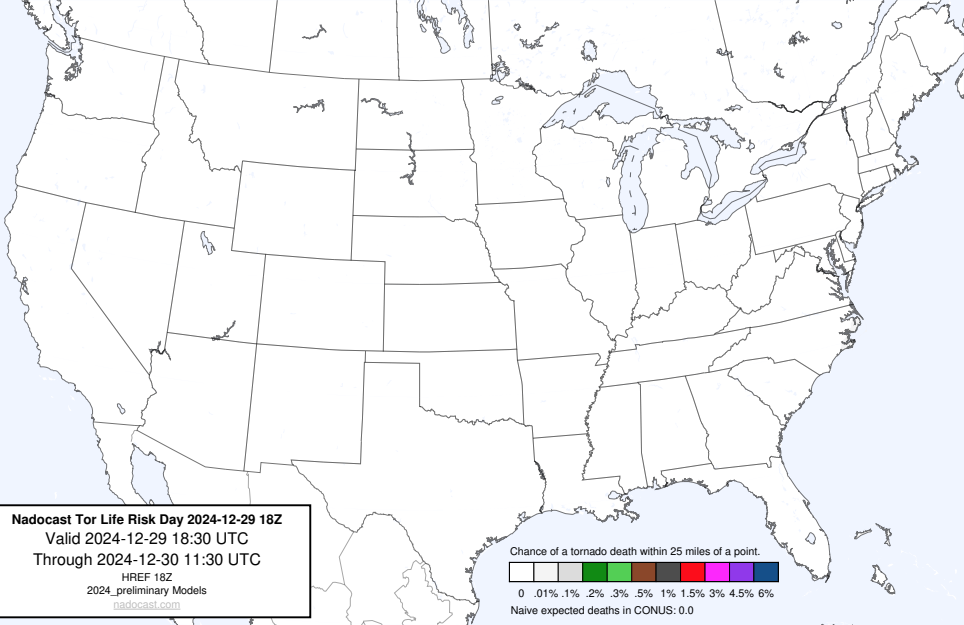 Nadocast Tor Life Risk Day 2024-12-29 18Z
Valid 2024-12-29 18:30 UTC
Through 2024-12-30 11:30 UTC
HREF 18Z
2024_preliminary Models
nadocast.com
Chance of a tornado death within 25 miles of a point.
0 .01% .1% .2% .3% .5% 1% 1.5% 3% 4.5% 6%
Naive expected deaths in CONUS: 0.0